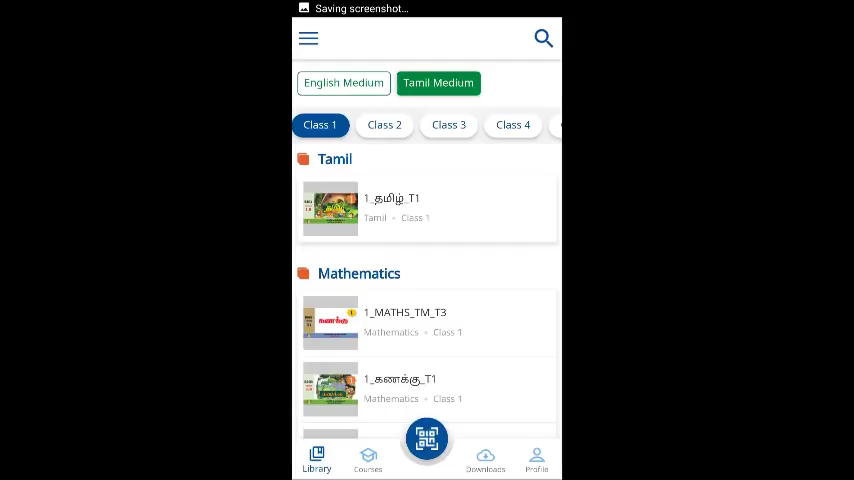 Saving screenshot...
English Medium
Tamil Medium
Class 1
Class 2
Class 3
Class 4
Tamil
1_தமிழ்_T1
Tamil • Class 1
Mathematics
கணக்கு
1_MATHS_TM_T3
Mathematics • Class 1
1_கணக்கு_T1
Mathematics • Class 1
Library
Courses
Downloads
Profile